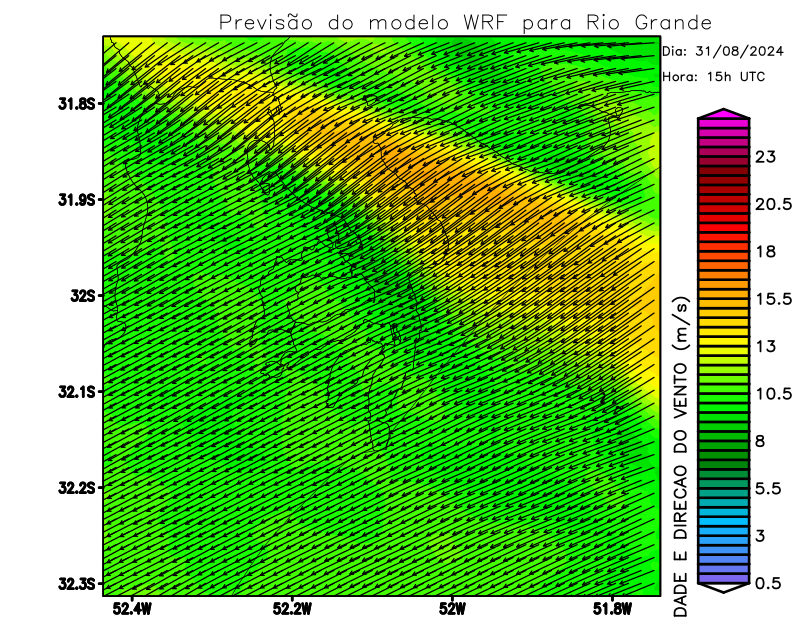 Previsão do modelo WRF para Rio Grande
Dia: 31/08/2024
Hora: 15h UTC
31.8S
31.9S
32S
32.1S
32.2S
32.3S
52.4W
52.2W
52W
51.8W
23
20.5
18
15.5
13
10.5
8
5.5
3
0.5
DADE E DIRECAO DO VENTO (m/s)